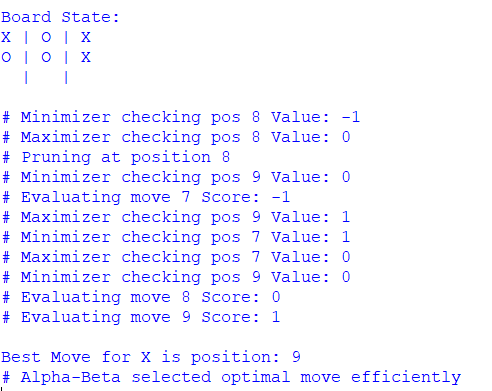 Board State:
X | O | X
O | O | X
  |   |
# Minimizer checking pos 8 Value: -1
# Maximizer checking pos 8 Value: 0
# Pruning at position 8
# Minimizer checking pos 9 Value: 0
# Evaluating move 7 Score: -1
# Maximizer checking pos 9 Value: 1
# Minimizer checking pos 7 Value: 1
# Maximizer checking pos 7 Value: 0
# Minimizer checking pos 9 Value: 0
# Evaluating move 8 Score: 0
# Evaluating move 9 Score: 1
Best Move for X is position: 9
# Alpha-Beta selected optimal move efficiently